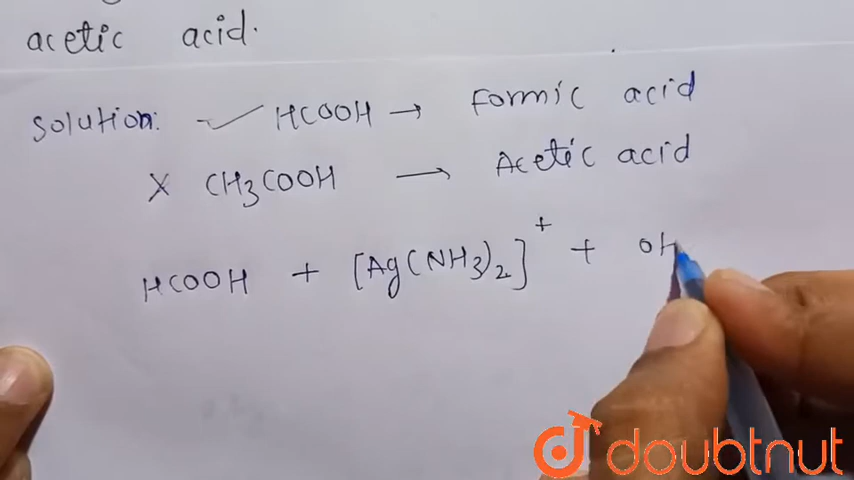 acetic acid.
Solution: ✓ HCOOH → Formic acid
X CH3COOH → Acetic acid
HCOOH + [Ag(NH3)2]+ + OH
doubtnut